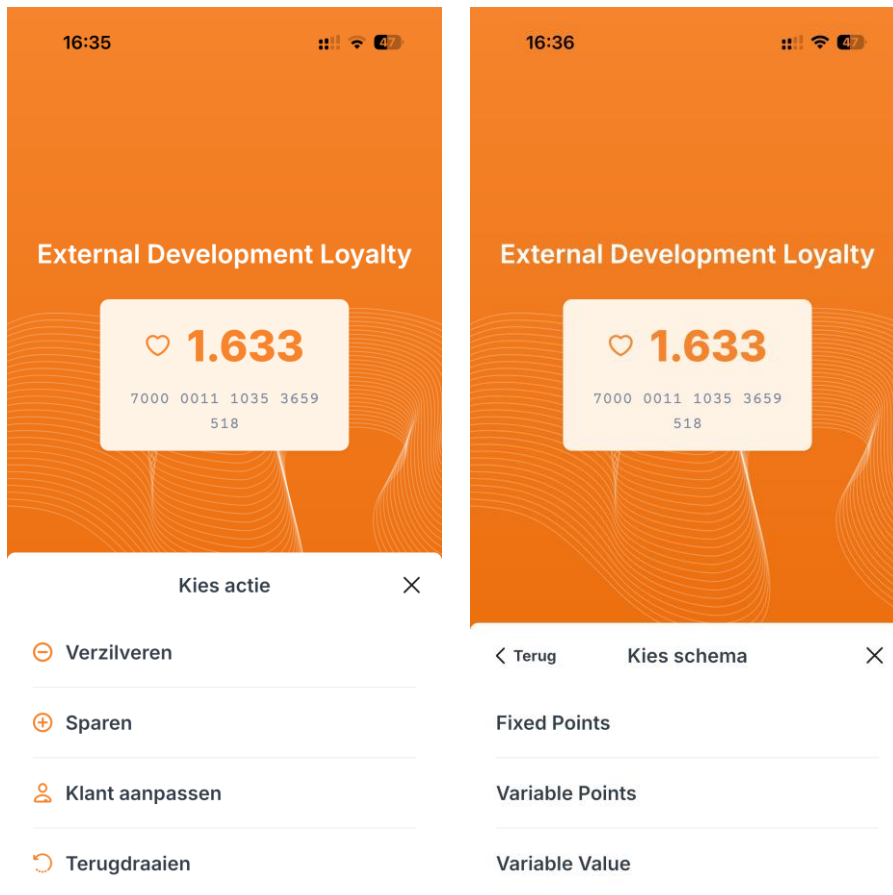 16:35
47
External Development Loyalty
1.633
7000 0011 1035 3659
518
Kies actie
Verzilveren
Sparen
Klant aanpassen
Terugdraaien
16:36
47
External Development Loyalty
1.633
7000 0011 1035 3659
518
Terug
Kies schema
Fixed Points
Variable Points
Variable Value